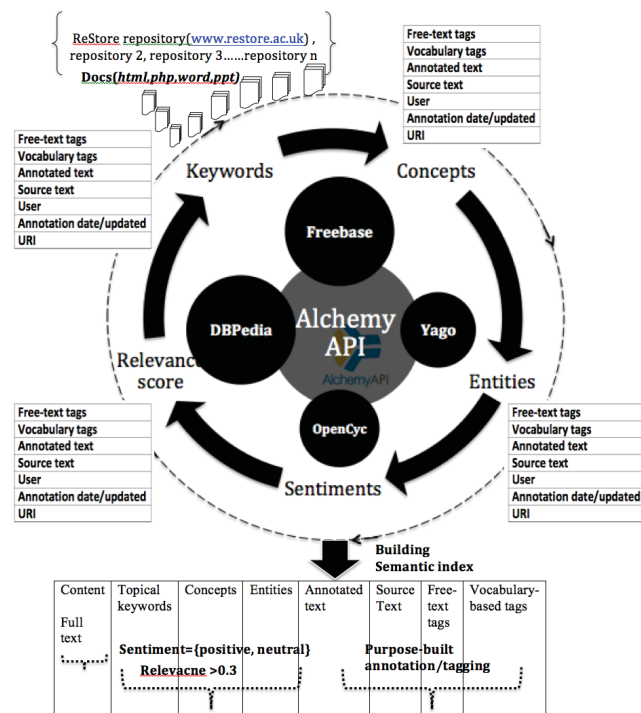 ReStore repository(www.restore.ac.uk) ,
repository 2, repository 3……repository n
Docs(html,php,word,ppt)
Free-text tags
Vocabulary tags
Annotated text
Source text
User
Annotation date/updated
URI
Free-text tags
Vocabulary tags
Annotated text
Source text
User
Annotation date/updated
URI
Keywords
Concepts
Freebase
DBPedia
Alchemy
API
AlchemyAPI
Yago
Relevance
score
Entities
OpenCyc
Sentiments
Free-text tags
Vocabulary tags
Annotated text
Source text
User
Annotation date/updated
URI
Free-text tags
Vocabulary tags
Annotated text
Source text
User
Annotation date/updated
URI
Building
Semantic index
Content
Full
text
Topical
keywords
Concepts
Entities
Annotated
text
Source
Text
Free-
text
tags
Vocabulary-
based tags
Sentiment={positive, neutral}
Relevacne >0.3
Purpose-built
annotation/tagging